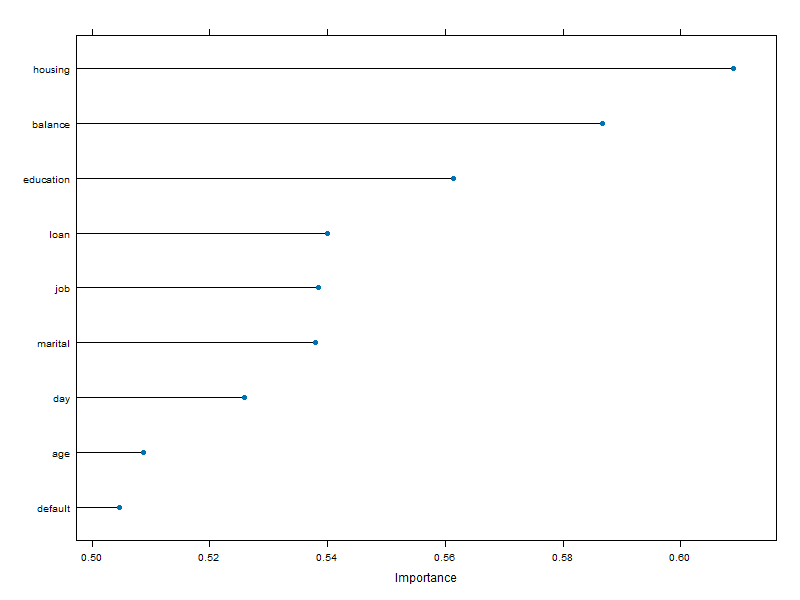 housing
balance
education
loan
job
marital
day
age
default
0.50 0.52 0.54 0.56 0.58 0.60
Importance